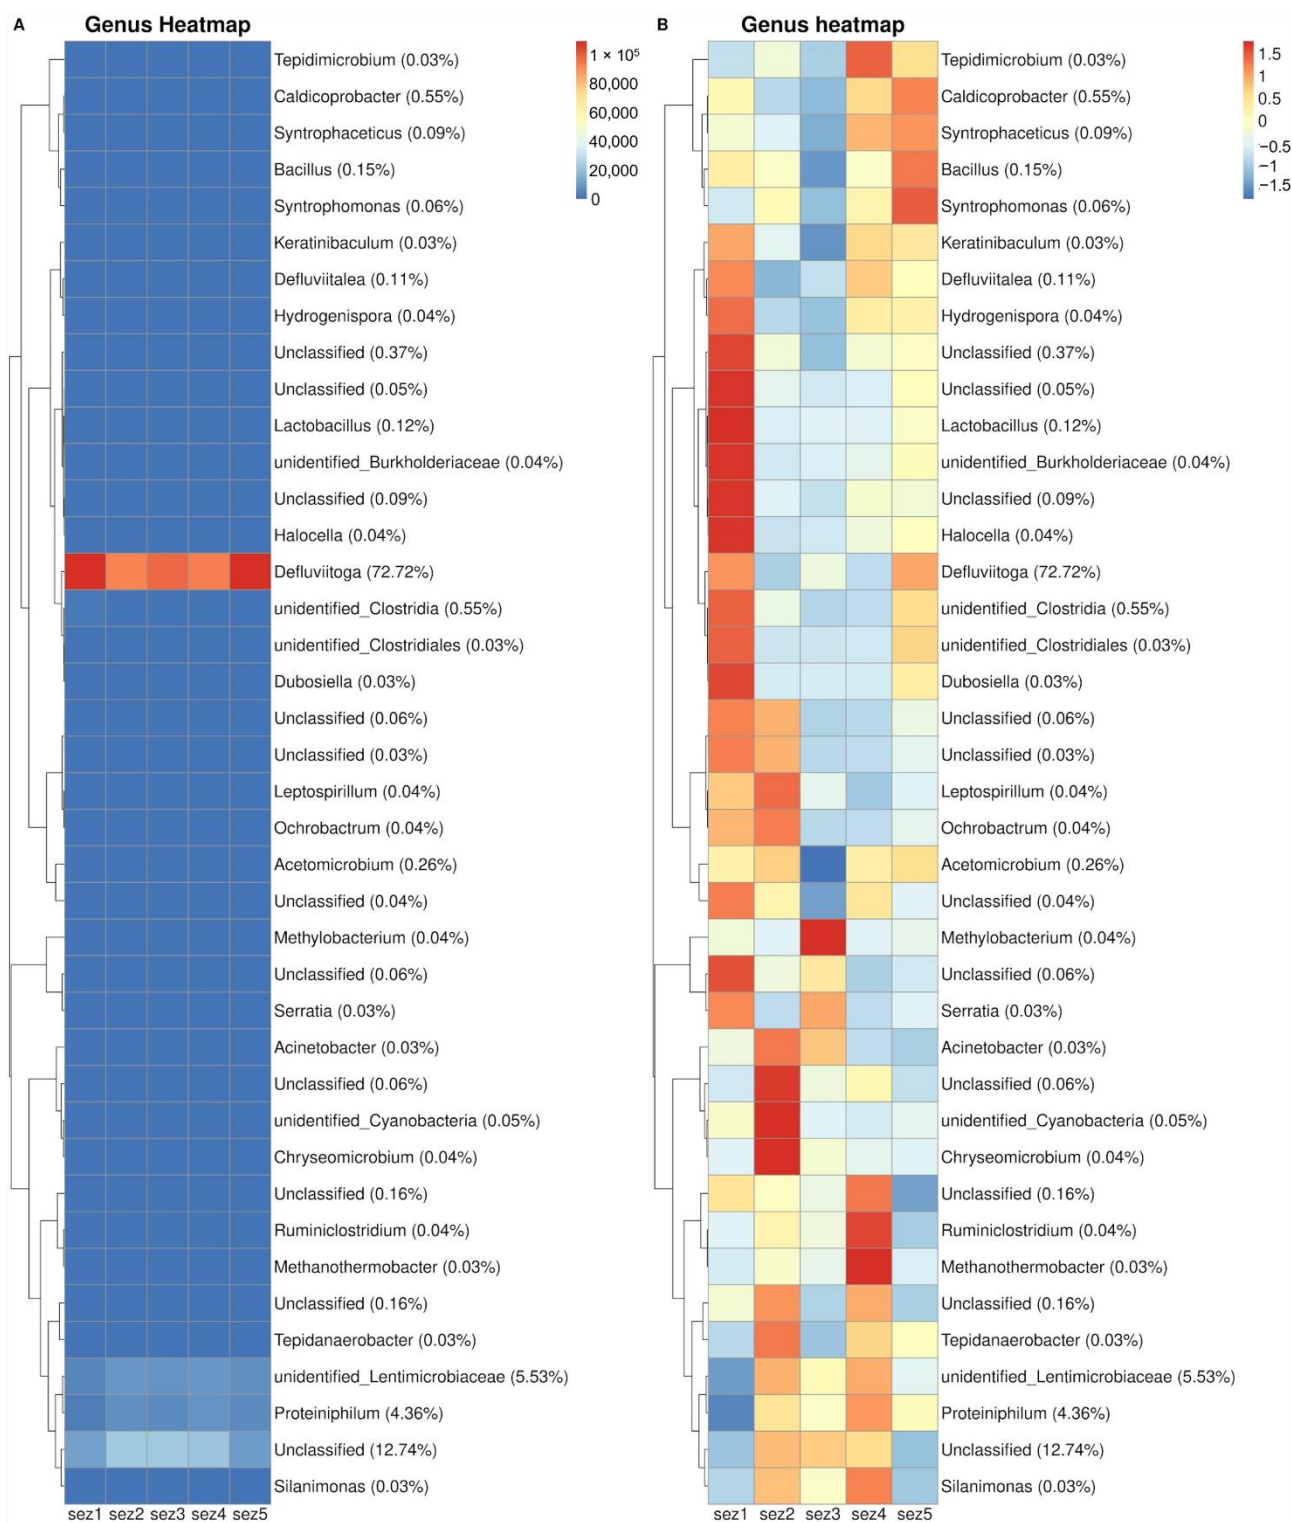 A
Genus Heatmap
Tepidimicrobium (0.03%)
Caldicoprobacter (0.55%)
Syntrophaceticus (0.09%)
Bacillus (0.15%)
Syntrophomonas (0.06%)
Keratinibaculum (0.03%)
Defluviitalea (0.11%)
Hydrogenispora (0.04%)
Unclassified (0.37%)
Unclassified (0.05%)
Lactobacillus (0.12%)
unidentified_Burkholderiaceae (0.04%)
Unclassified (0.09%)
Halocella (0.04%)
Defluviitoga (72.72%)
unidentified_Clostridia (0.55%)
unidentified_Clostridiales (0.03%)
Dubosiella (0.03%)
Unclassified (0.06%)
Unclassified (0.03%)
Leptospirillum (0.04%)
Ochrobactrum (0.04%)
Acetomicrobium (0.26%)
Unclassified (0.04%)
Methylobacterium (0.04%)
Unclassified (0.06%)
Serratia (0.03%)
Acinetobacter (0.03%)
Unclassified (0.06%)
unidentified_Cyanobacteria (0.05%)
Chryseomicrobium (0.04%)
Unclassified (0.16%)
Ruminiclostridium (0.04%)
Methanothermobacter (0.03%)
Unclassified (0.16%)
Tepidanaerobacter (0.03%)
unidentified_Lentimicrobiaceae (5.53%)
Proteiniphilum (4.36%)
Unclassified (12.74%)
Silanimonas (0.03%)
sez1 sez2 sez3 sez4 sez5
1 × 10⁵
80,000
60,000
40,000
20,000
0
B
Genus heatmap
Tepidimicrobium (0.03%)
Caldicoprobacter (0.55%)
Syntrophaceticus (0.09%)
Bacillus (0.15%)
Syntrophomonas (0.06%)
Keratinibaculum (0.03%)
Defluviitalea (0.11%)
Hydrogenispora (0.04%)
Unclassified (0.37%)
Unclassified (0.05%)
Lactobacillus (0.12%)
unidentified_Burkholderiaceae (0.04%)
Unclassified (0.09%)
Halocella (0.04%)
Defluviitoga (72.72%)
unidentified_Clostridia (0.55%)
unidentified_Clostridiales (0.03%)
Dubosiella (0.03%)
Unclassified (0.06%)
Unclassified (0.03%)
Leptospirillum (0.04%)
Ochrobactrum (0.04%)
Acetomicrobium (0.26%)
Unclassified (0.04%)
Methylobacterium (0.04%)
Unclassified (0.06%)
Serratia (0.03%)
Acinetobacter (0.03%)
Unclassified (0.06%)
unidentified_Cyanobacteria (0.05%)
Chryseomicrobium (0.04%)
Unclassified (0.16%)
Ruminiclostridium (0.04%)
Methanothermobacter (0.03%)
Unclassified (0.16%)
Tepidanaerobacter (0.03%)
unidentified_Lentimicrobiaceae (5.53%)
Proteiniphilum (4.36%)
Unclassified (12.74%)
Silanimonas (0.03%)
sez1 sez2 sez3 sez4 sez5
1.5
1
0.5
0
−0.5
−1
−1.5